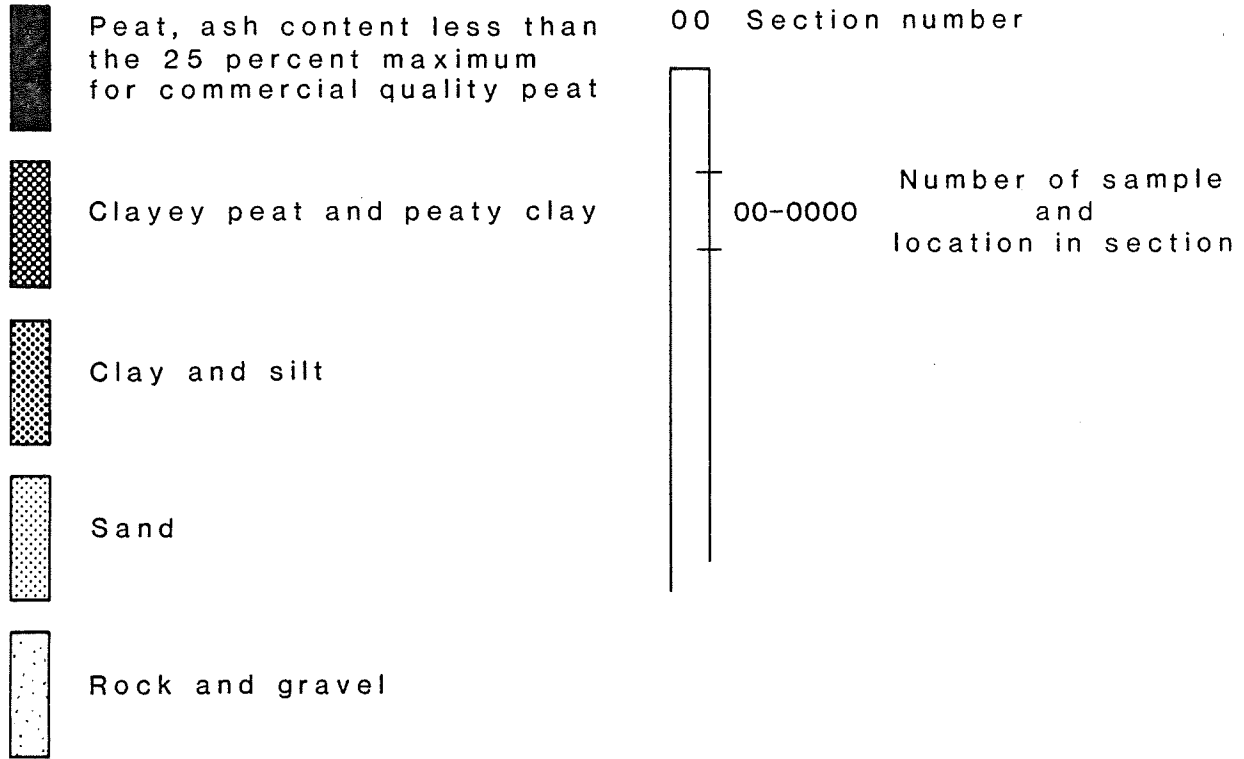 Peat, ash content less than
the 25 percent maximum
for commercial quality peat
Clayey peat and peaty clay
Clay and silt
Sand
Rock and gravel
00 Section number
00-0000
Number of sample
and
location in section